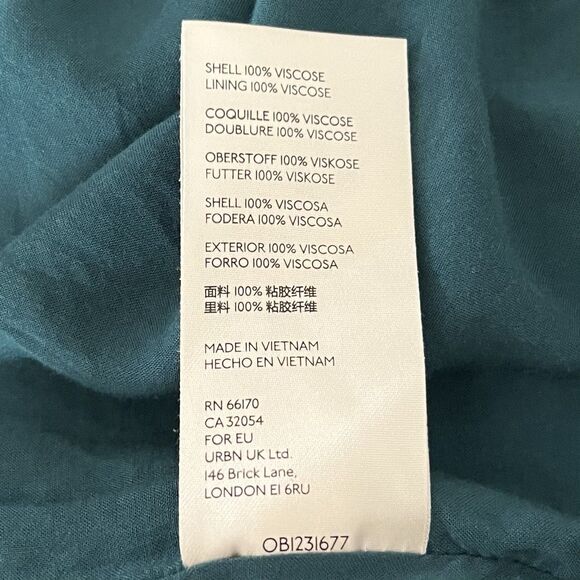 SHELL 100% VISCOSE
LINING 100% VISCOSE
COQUILLE 100% VISCOSE
DOUBLURE 100% VISCOSE
OBERSTOFF 100% VISKOSE
FUTTER 100% VISKOSE
SHELL 100% VISCOSA
FODERA 100% VISCOSA
EXTERIOR 100% VISCOSA
FORRO 100% VISCOSA
面料 100% 粘胶纤维
里料 100% 粘胶纤维
MADE IN VIETNAM
HECHO EN VIETNAM
RN 66170
CA 32054
FOR EU
URBN UK Ltd.
146 Brick Lane,
LONDON E1 6RU
OB1231677